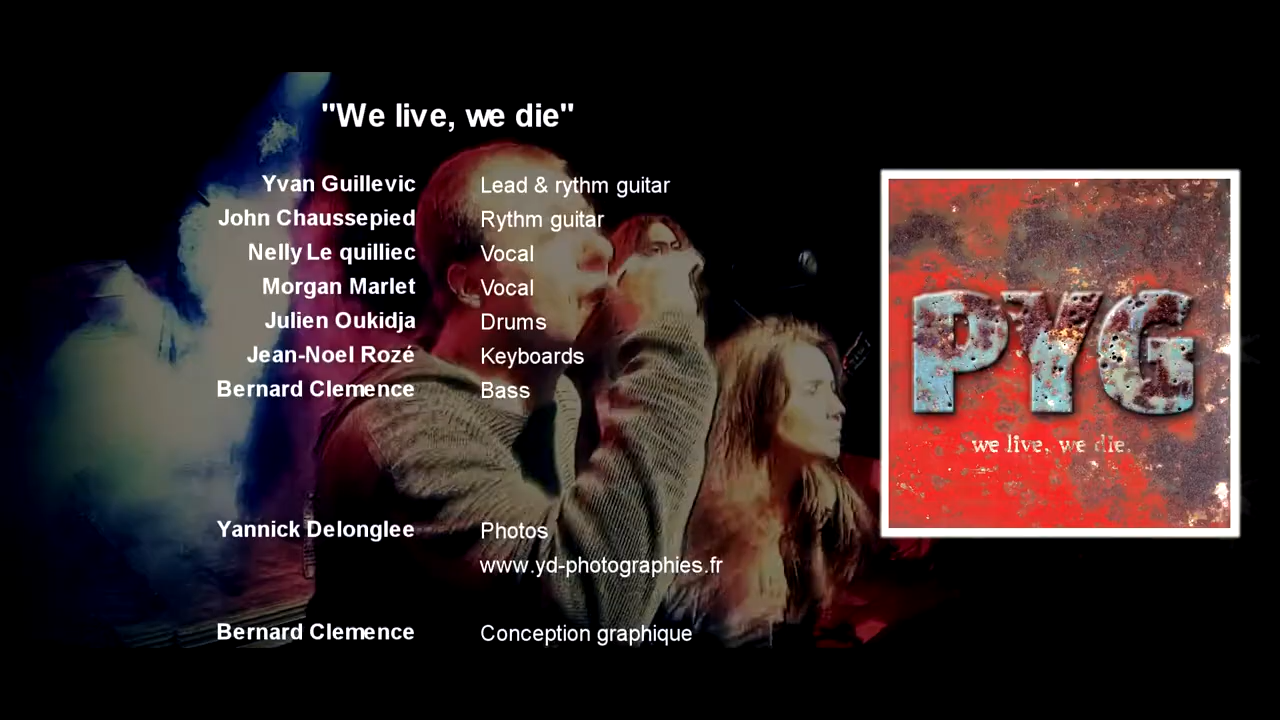 "We live, we die"
Yvan Guillevic Lead & rythm guitar
John Chaussepied Rythm guitar
Nelly Le quilliec Vocal
Morgan Marlet Vocal
Julien Oukidja Drums
Jean-Noel Rozé Keyboards
Bernard Clemence Bass
PYG
we live, we die.
Yannick Delonglee Photos
www.yd-photographies.fr
Bernard Clemence Conception graphique